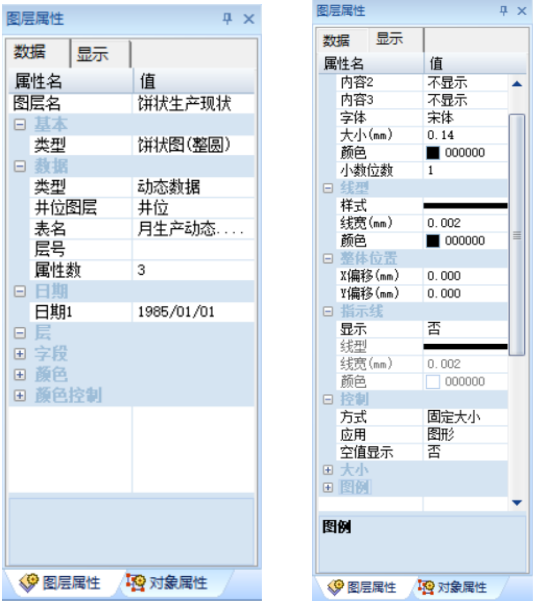 图层属性
数据 显示
属性名 值
图层名 饼状生产现状
基本
类型 饼状图(整圆)
数据
类型 动态数据
井位图层 井位
表名 月生产动态....
层号
属性数 3
日期
日期1 1985/01/01
层
字段
颜色
颜色控制
图层属性 对象属性
图层属性
数据 显示
属性名 值
内容2 不显示
内容3 不显示
字体 宋体
大小(mm) 0.14
颜色 000000
小数位数 1
线型
样式
线宽(mm) 0.002
颜色 000000
整体位置
X偏移(mm) 0.000
Y偏移(mm) 0.000
指示线
显示 否
线型
线宽(mm) 0.002
颜色 000000
控制
方式 固定大小
应用 图形
空值显示 否
大小
图例
图例
图层属性 对象属性